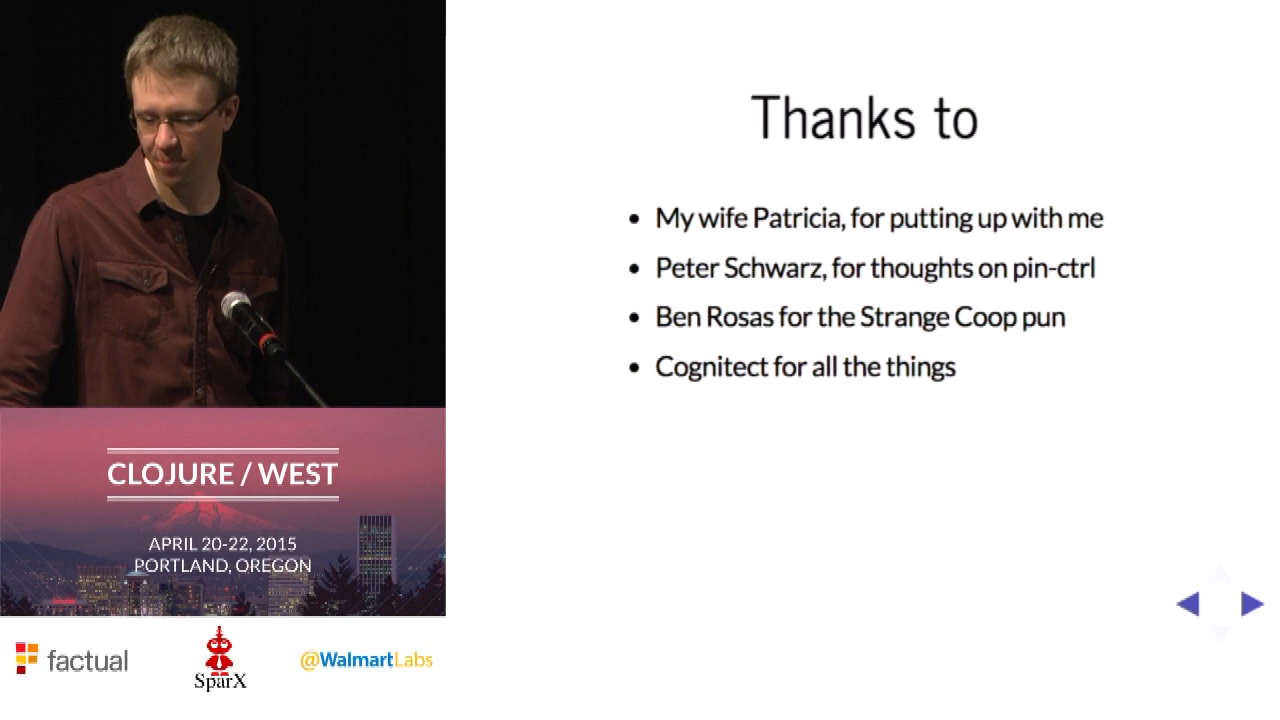 Thanks to
My wife Patricia, for putting up with me
Peter Schwarz, for thoughts on pin-ctrl
Ben Rosas for the Strange Coop pun
Cognitect for all the things
CLOJURE / WEST
APRIL 20-22, 2015
PORTLAND, OREGON
factual
SparX
@WalmartLabs